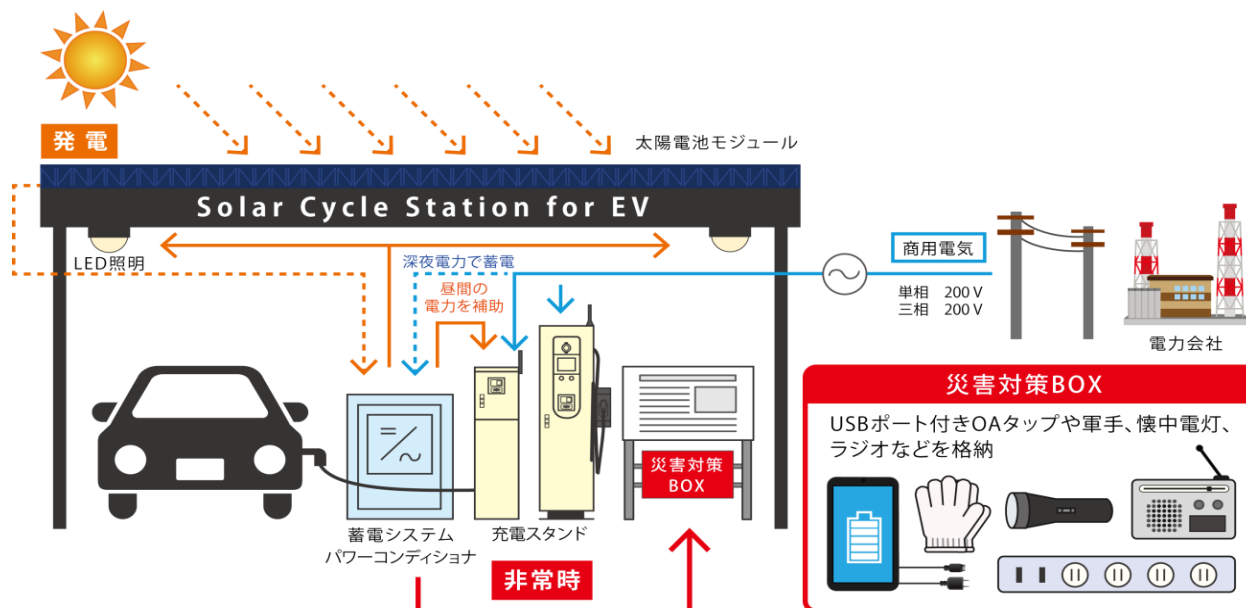 発電
太陽電池モジュール
Solar Cycle Station for EV
LED照明
深夜電力で蓄電
昼間の
電力を補助
商用電気
単相 200V
三相 200V
電力会社
災害対策
BOX
蓄電システム
パワーコンディショナ
充電スタンド
非常時
災害対策BOX
USBポート付きOAタップや軍手、懐中電灯、
ラジオなどを格納